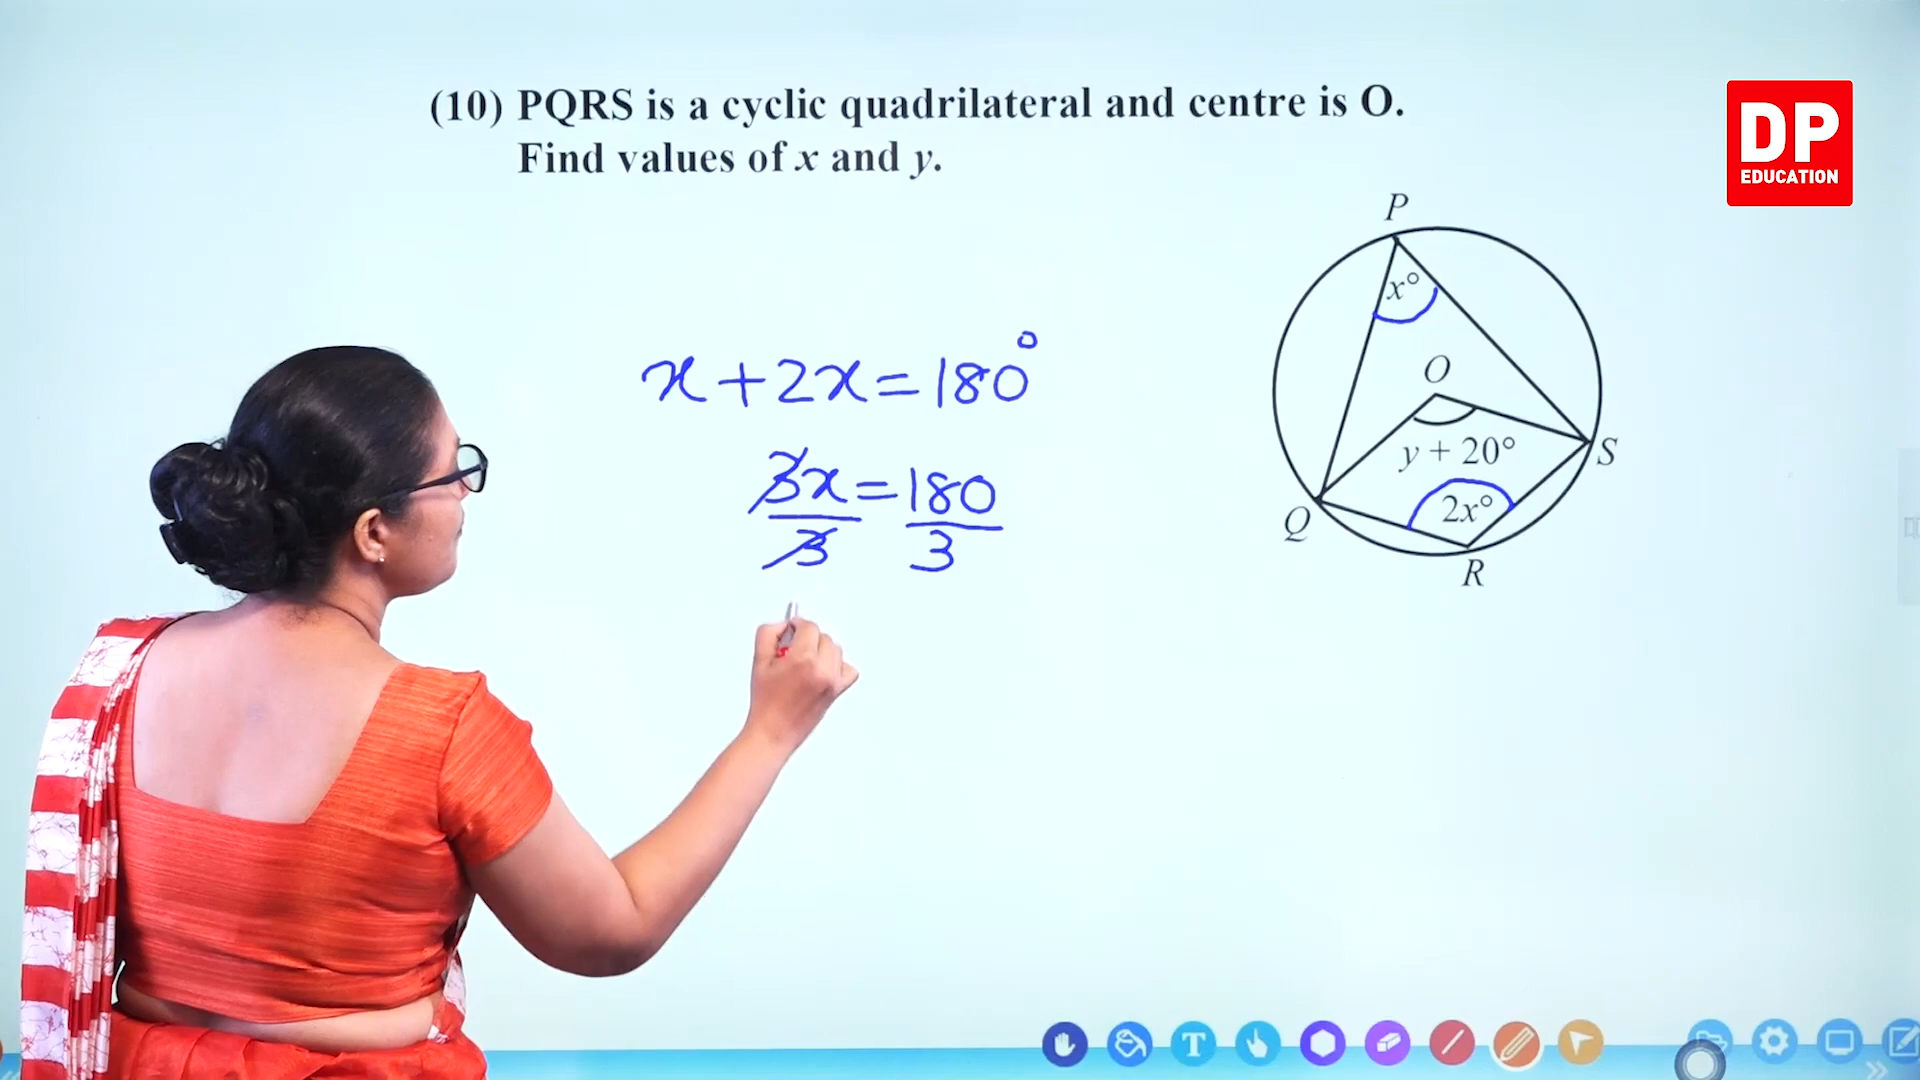 (10) PQRS is a cyclic quadrilateral and centre is O.
Find values of x and y.
DP
EDUCATION
P
x°
O
y + 20°
S
2x°
Q
R
x+2x=180°
3x=180
3 3
T